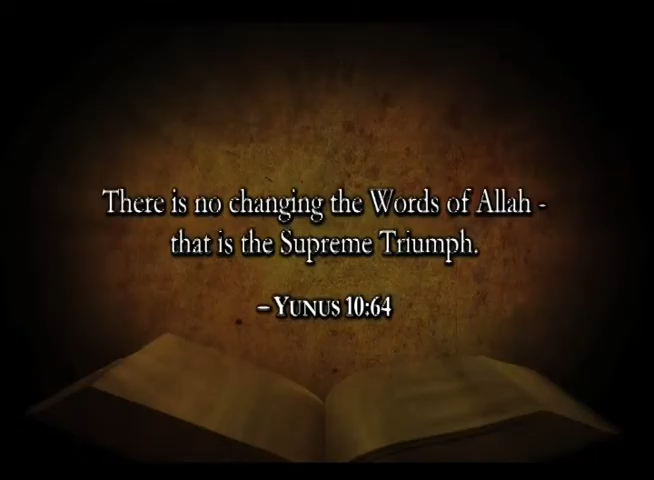 There is no changing the Words of Allah -
that is the Supreme Triumph.
– YUNUS 10:64